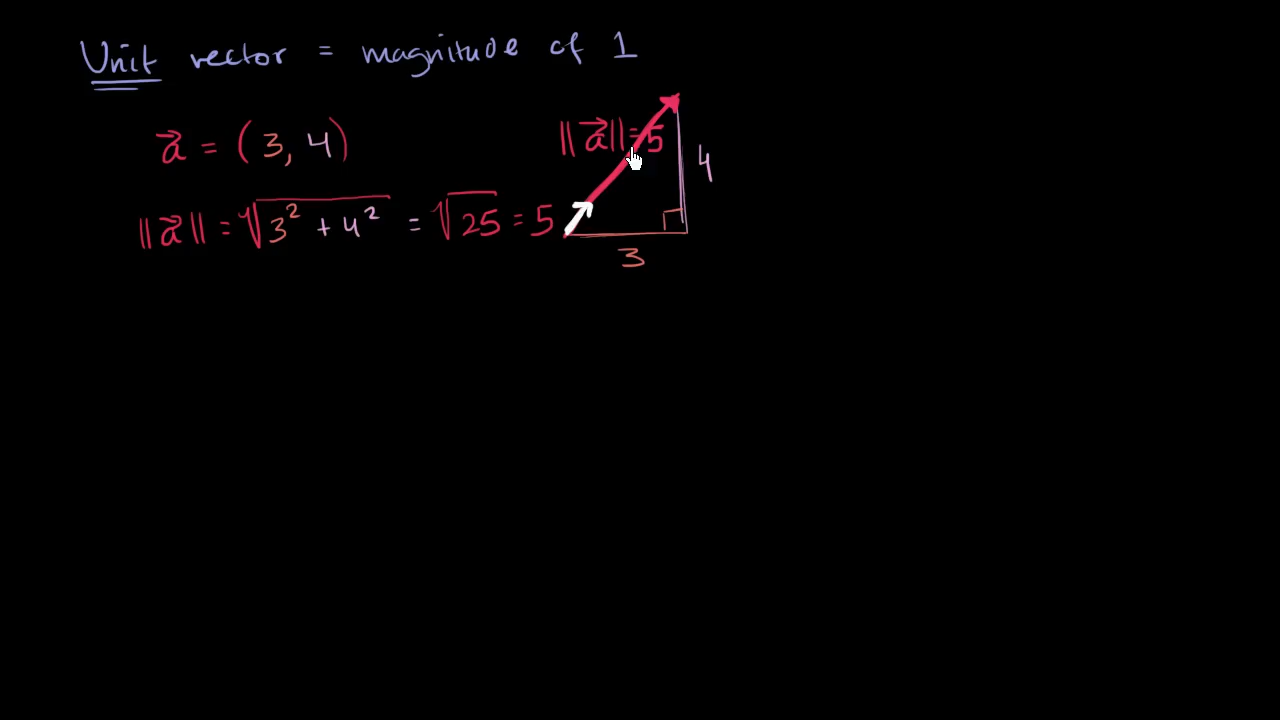 Unit vector = magnitude of 1
a⃗ = (3, 4)
||a⃗|| = 5
4
||a⃗|| = √3² + 4² = √25 = 5
3